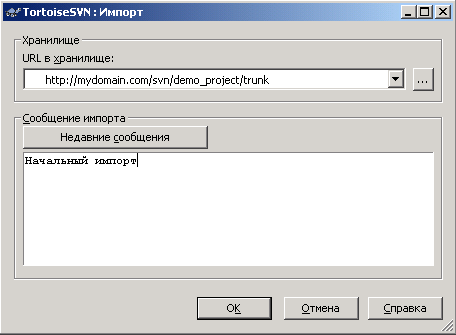 TortoiseSVN : Импорт
Хранилище
URL в хранилище:
http://mydomain.com/svn/demo_project/trunk
...
Сообщение импорта
Недавние сообщения
Начальный импорт
OK
Отмена
Справка